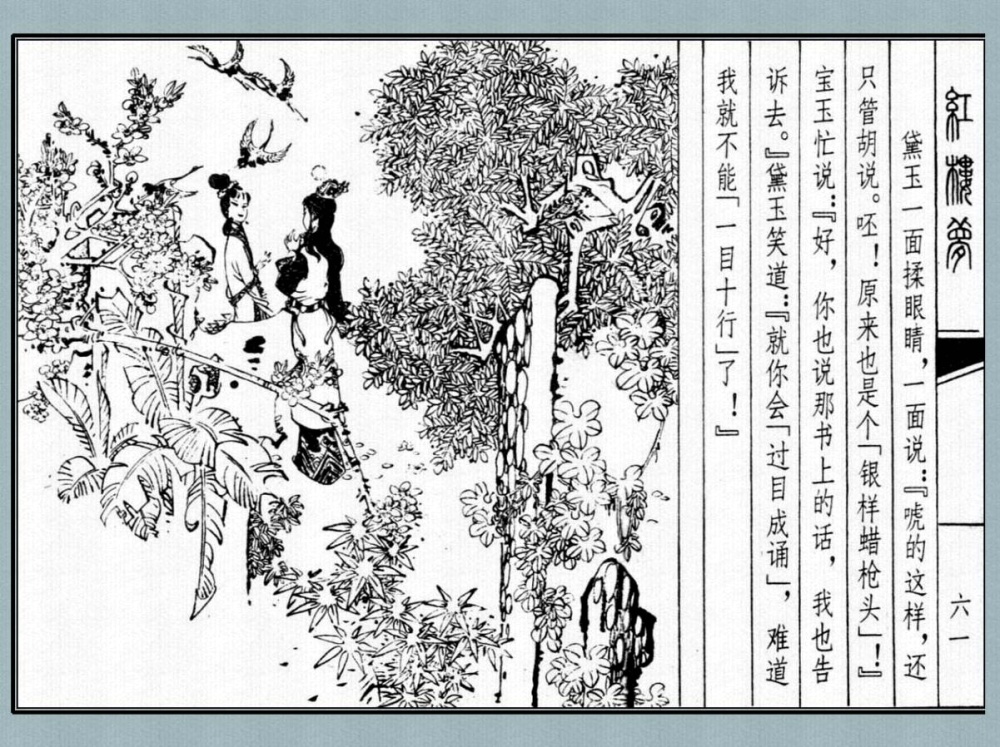 紅樓夢
六一
黛玉一面揉眼睛，一面说：『唬的这样，还
只管胡说。呸！原来也是个「银样蜡枪头」！』
宝玉忙说：『好，你也说那书上的话，我也告
诉去。』黛玉笑道：『就你会「过目成诵」，难道
我就不能「一目十行」了！』